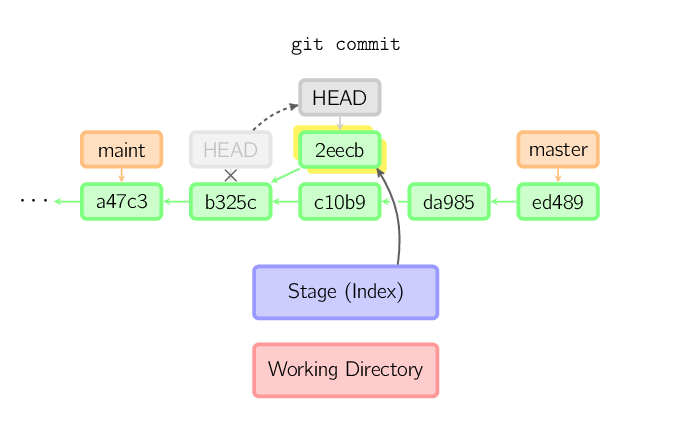 git commit
HEAD
maint
HEAD
2eecb
master
...
a47c3
b325c
c10b9
da985
ed489
Stage (Index)
Working Directory